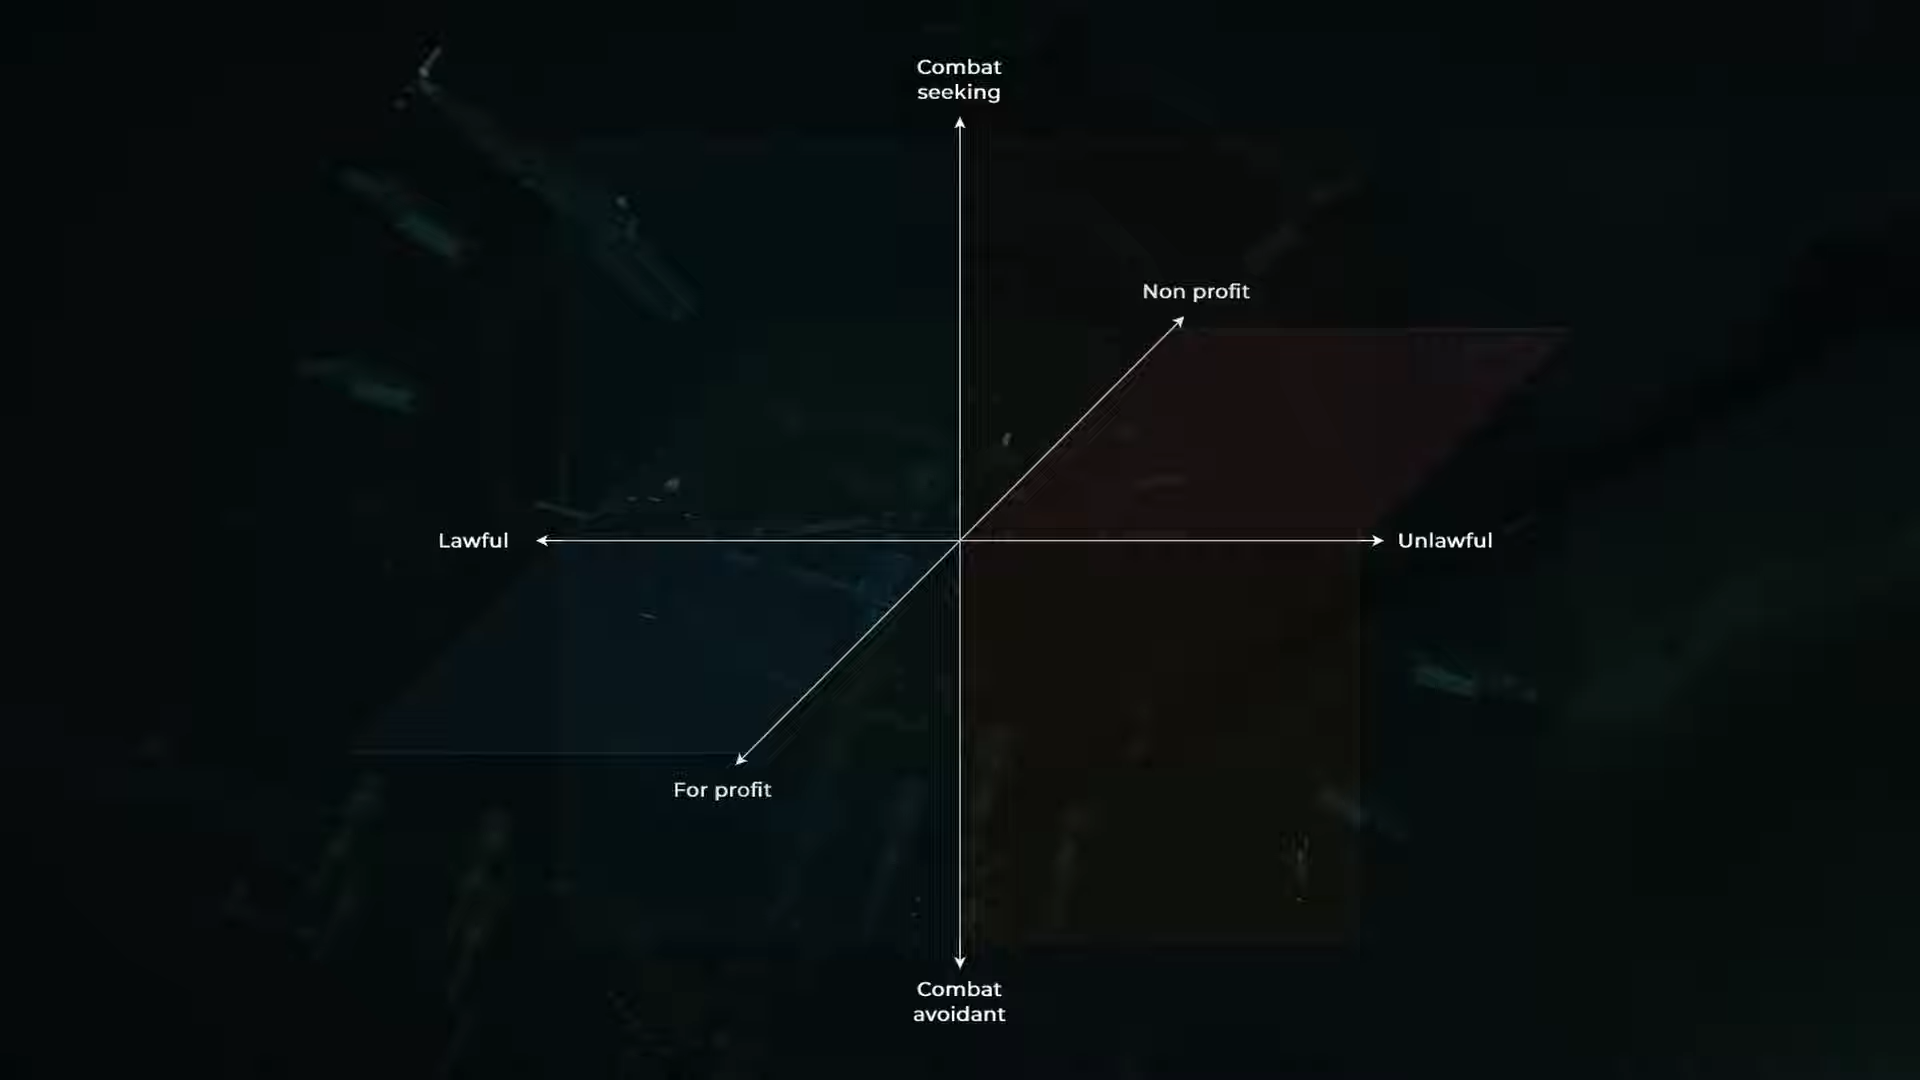 Combat
seeking
Non profit
Lawful
Unlawful
For profit
Combat
avoidant